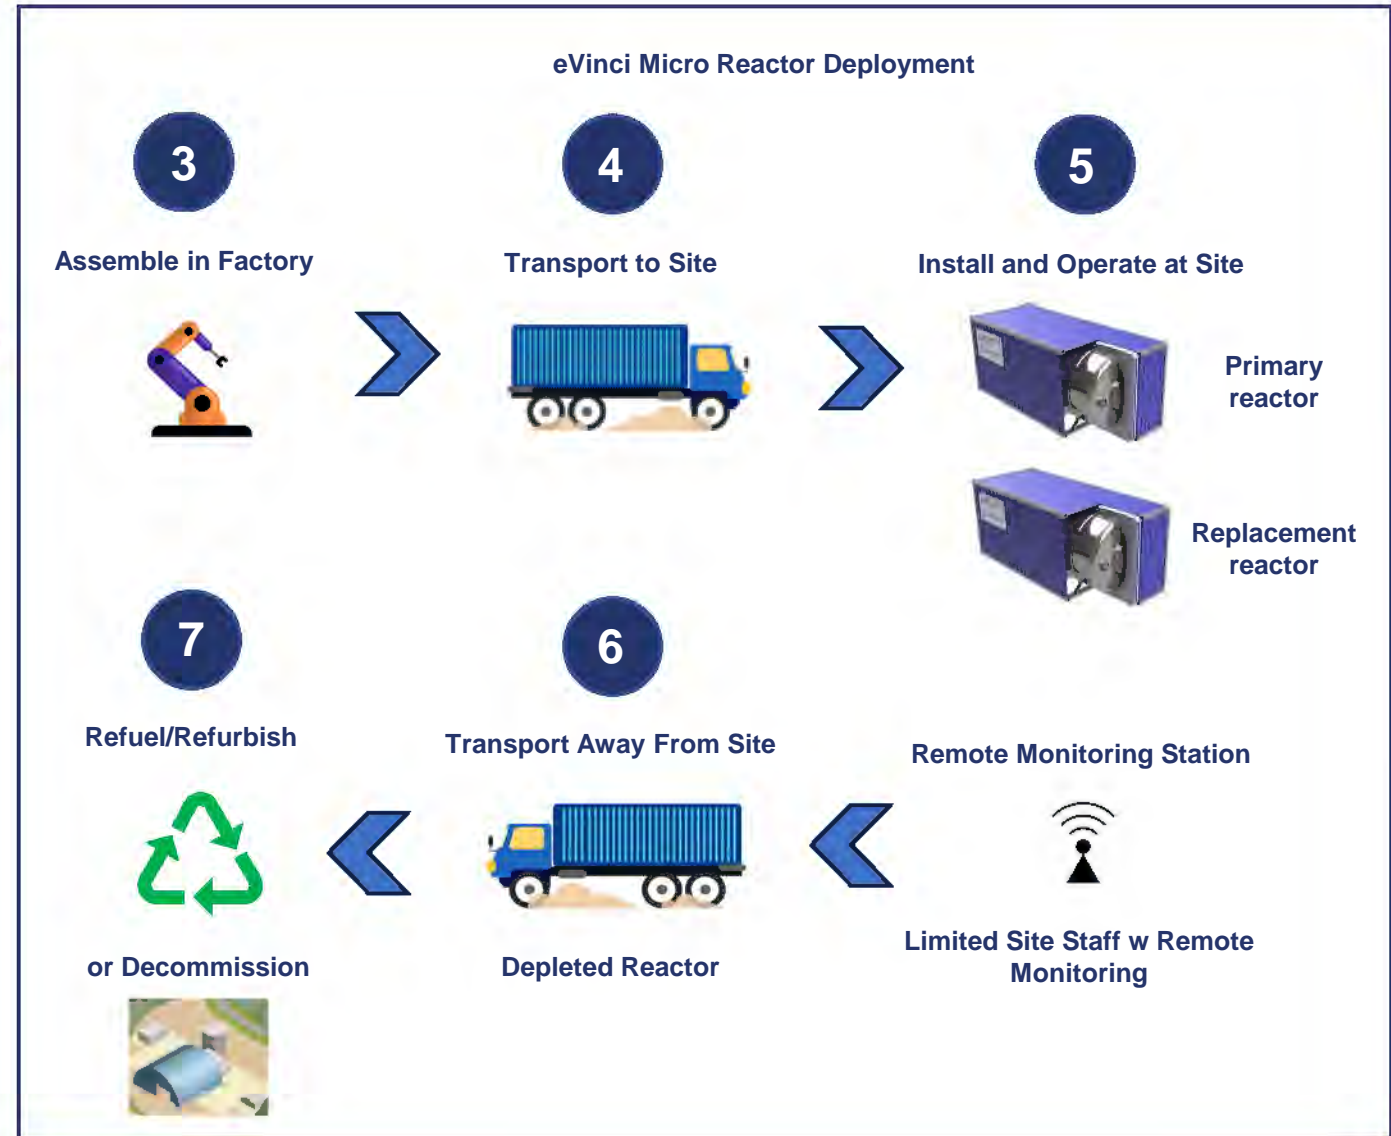 eVinci Micro Reactor Deployment
3
Assemble in Factory
4
Transport to Site
5
Install and Operate at Site
Primary
reactor
Replacement
reactor
Remote Monitoring Station
Limited Site Staff w Remote
Monitoring
6
Transport Away From Site
Depleted Reactor
7
Refuel/Refurbish
or Decommission